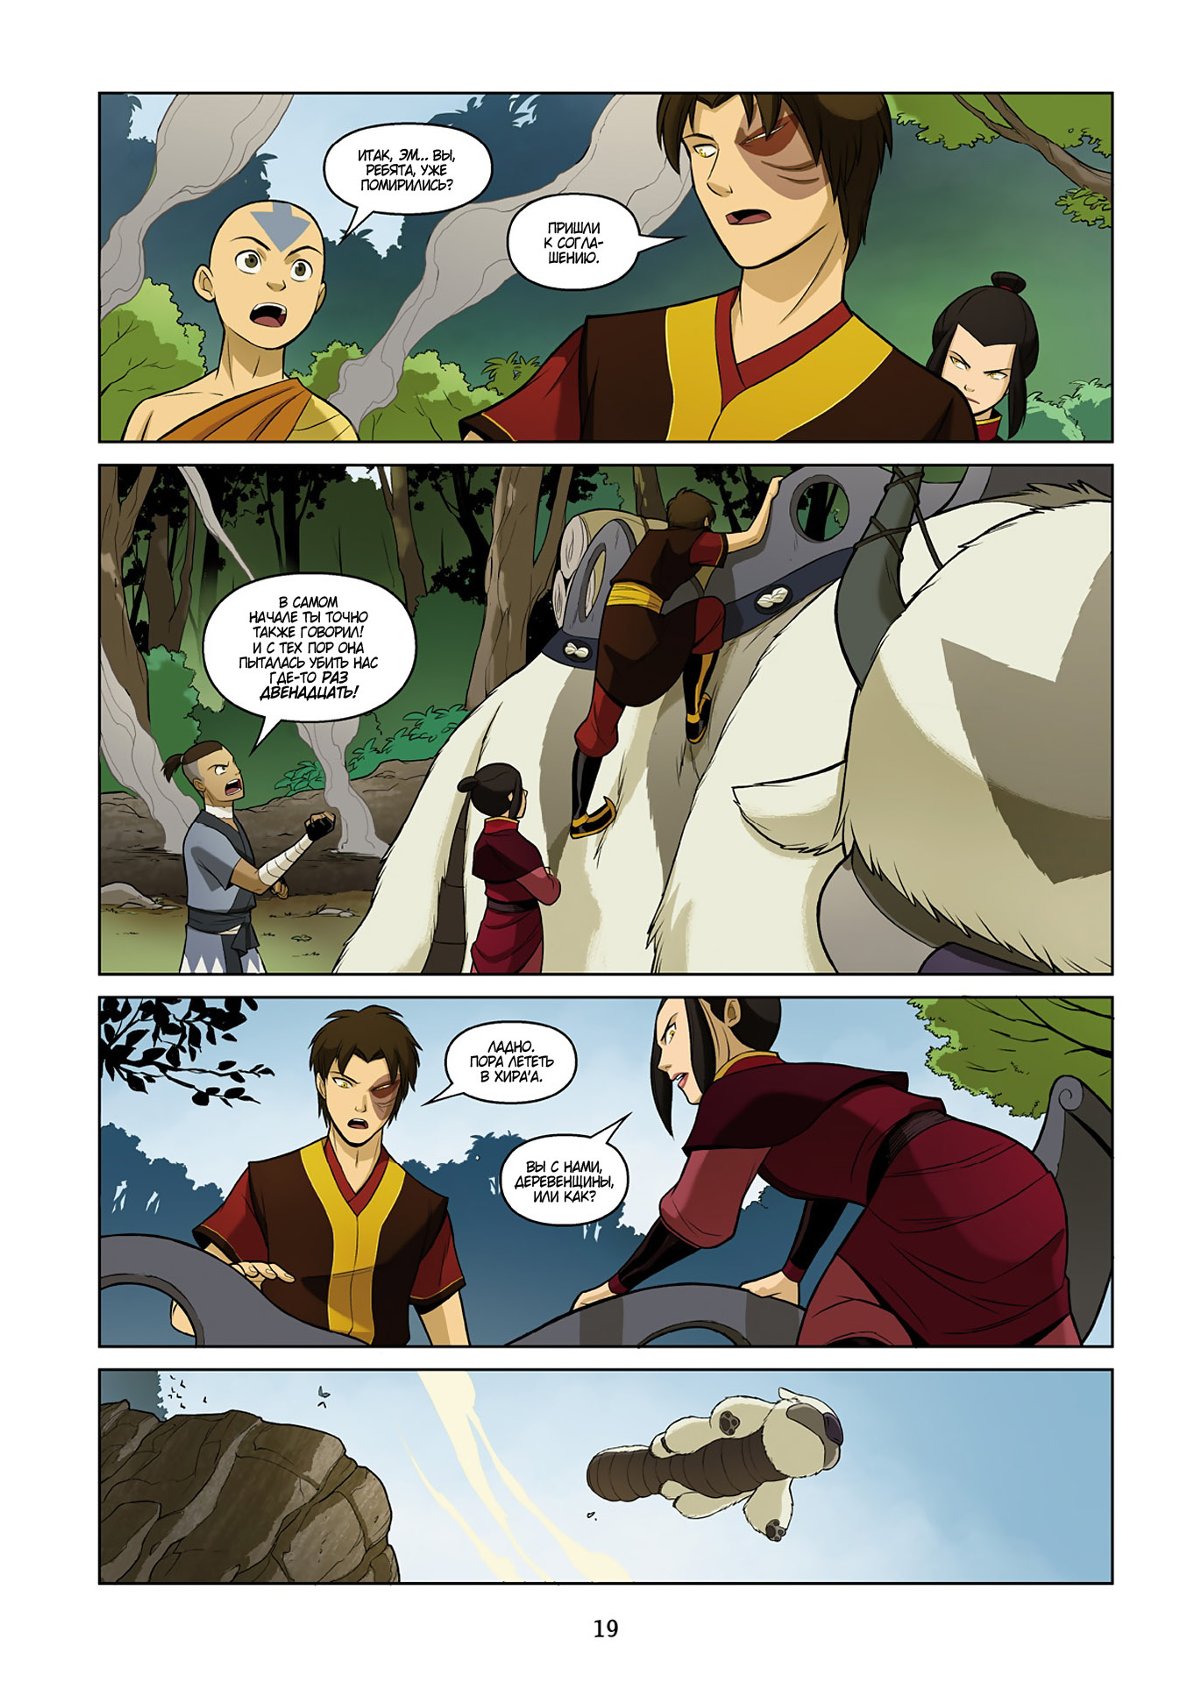 ИТАК, ЭМ... ВЫ,
РЕБЯТА, УЖЕ
ПОМИРИЛИСЬ?
ПРИШЛИ
К СОГЛА-
ШЕНИЮ.
В САМОМ
НАЧАЛЕ ТЫ ТОЧНО
ТАКЖЕ ГОВОРИЛ!
И С ТЕХ ПОР ОНА
ПЫТАЛАСЬ УБИТЬ НАС
ГДЕ-ТО РАЗ
ДВЕНАДЦАТЬ!
ЛАДНО.
ПОРА ЛЕТЕТЬ
В ХИРА'А.
ВЫ С НАМИ,
ДЕРЕВЕНЩИНЫ,
ИЛИ КАК?
19